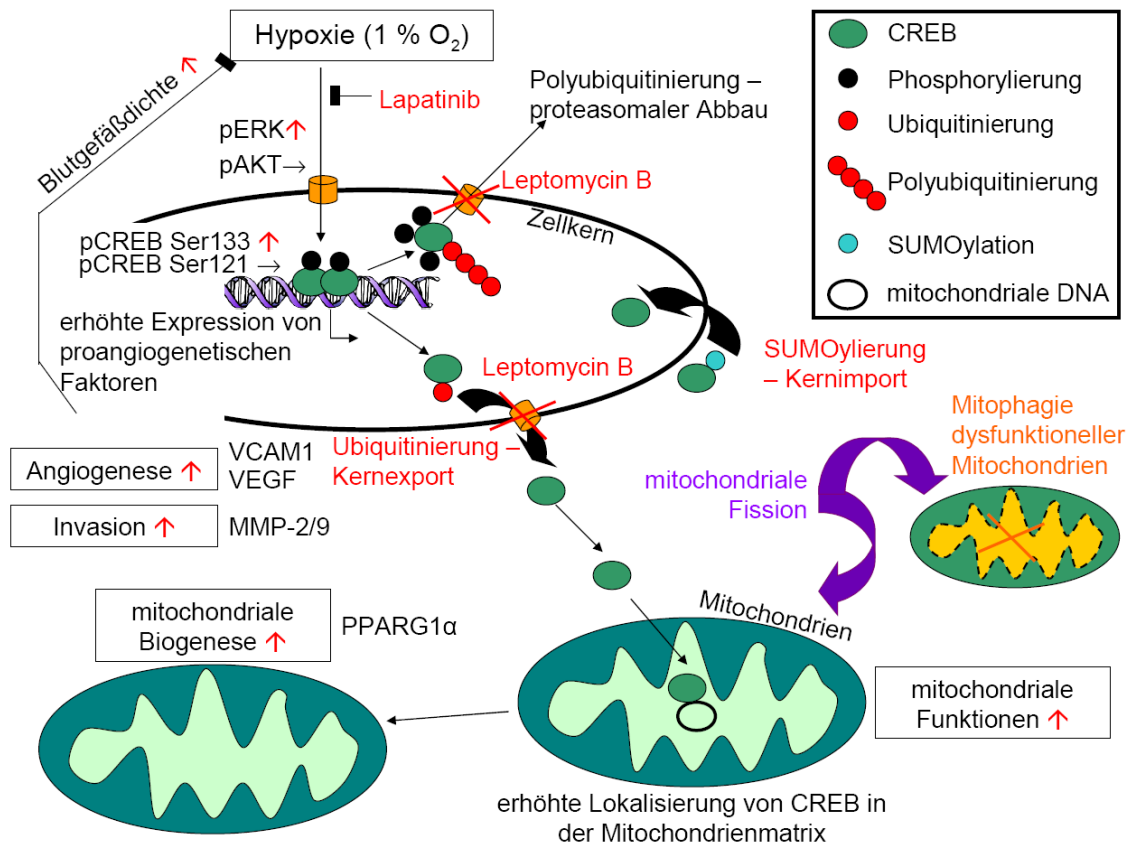 Hypoxie (1 % O₂)
Lapatinib
Blutgefäßdichte ↑
pERK↑
pAKT→
Polyubiquitinierung –
proteasomaler Abbau
Leptomycin B
Zellkern
pCREB Ser133 ↑
pCREB Ser121 →
erhöhte Expression von
proangiogenetischen
Faktoren
Leptomycin B
SUMOylierung
– Kernimport
Ubiquitinierung –
Kernexport
CREB
Phosphorylierung
Ubiquitinierung
Polyubiquitinierung
SUMOylation
mitochondriale DNA
Angiogenese ↑
VCAM1
VEGF
Invasion ↑
MMP-2/9
mitochondriale
Fission
Mitophagie
dysfunktioneller
Mitochondrien
mitochondriale
Biogenese ↑
PPARG1α
Mitochondrien
mitochondriale
Funktionen ↑
erhöhte Lokalisierung von CREB in
der Mitochondrienmatrix